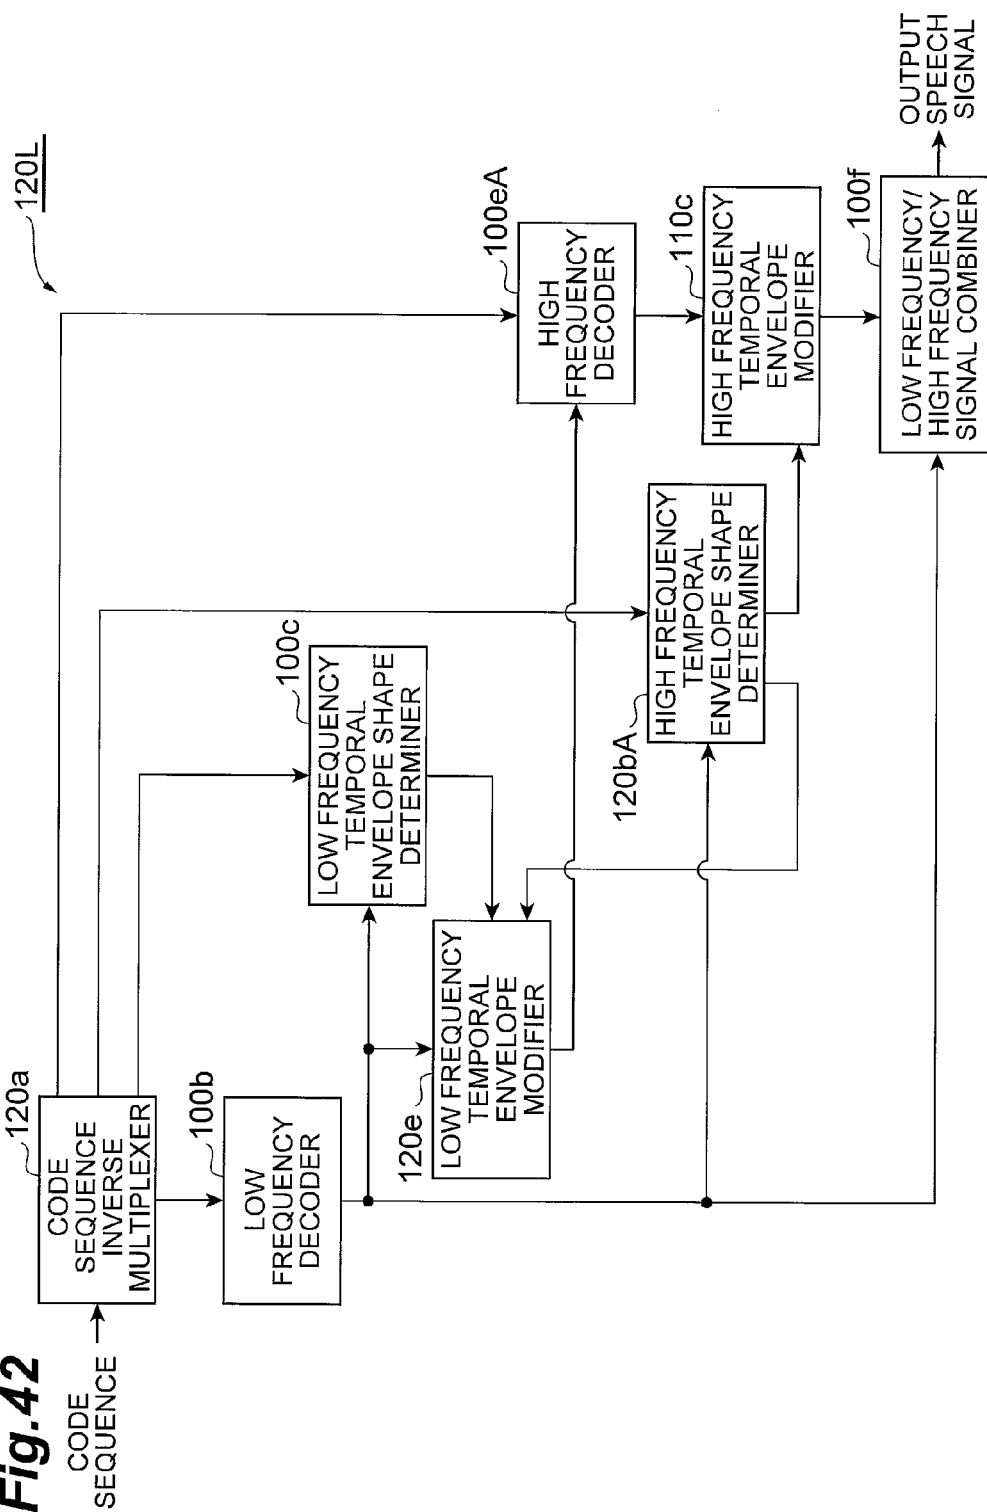 Fig.42
120L
CODE
SEQUENCE
120a
CODE
SEQUENCE
INVERSE
MULTIPLEXER
100b
LOW
FREQUENCY
DECODER
100c
LOW FREQUENCY
TEMPORAL
ENVELOPE SHAPE
DETERMINER
120e
LOW FREQUENCY
TEMPORAL
ENVELOPE
MODIFIER
100eA
HIGH
FREQUENCY
DECODER
120bA
HIGH FREQUENCY
TEMPORAL
ENVELOPE SHAPE
DETERMINER
110c
HIGH FREQUENCY
TEMPORAL
ENVELOPE
MODIFIER
100f
LOW FREQUENCY/
HIGH FREQUENCY
SIGNAL COMBINER
OUTPUT
SPEECH
SIGNAL